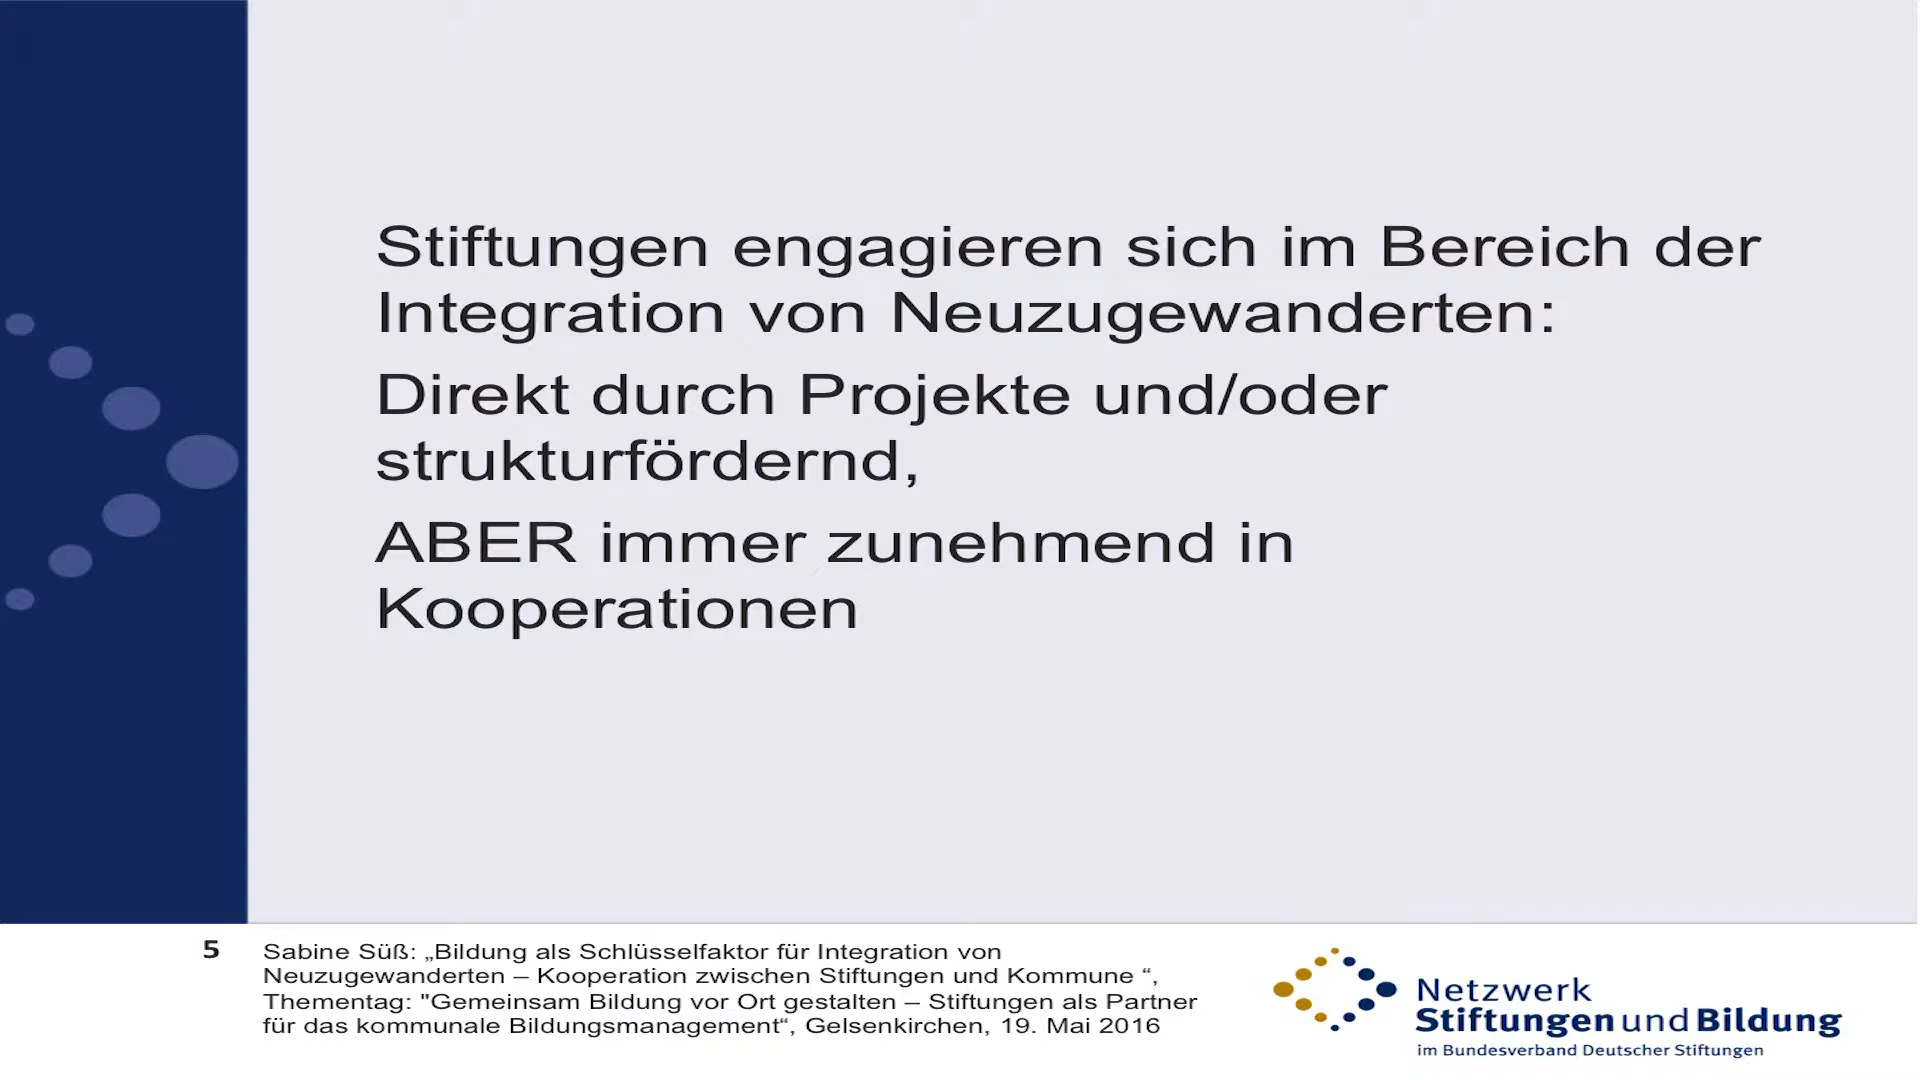 Stiftungen engagieren sich im Bereich der
Integration von Neuzugewanderten:
Direkt durch Projekte und/oder
strukturfördernd,
ABER immer zunehmend in
Kooperationen
5
Sabine Süß: „Bildung als Schlüsselfaktor für Integration von
Neuzugewanderten – Kooperation zwischen Stiftungen und Kommune “,
Thementag: "Gemeinsam Bildung vor Ort gestalten – Stiftungen als Partner
für das kommunale Bildungsmanagement“, Gelsenkirchen, 19. Mai 2016
Netzwerk
Stiftungen und Bildung
im Bundesverband Deutscher Stiftungen